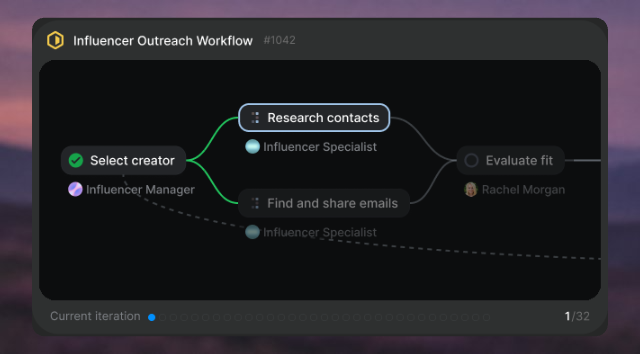 Influencer Outreach Workflow #1042
Research contacts
Influencer Specialist
Select creator
Influencer Manager
Evaluate fit
Rachel Morgan
Find and share emails
Influencer Specialist
Current iteration
1/32